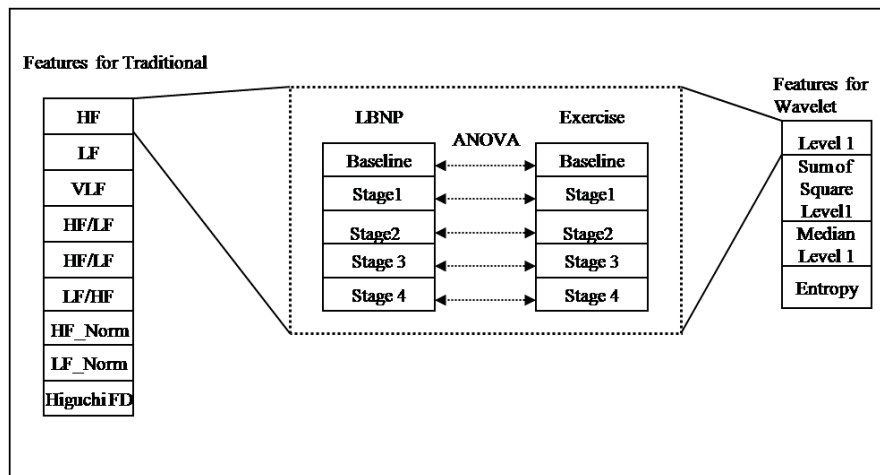 Features for Traditional
HF
LF
VLF
HF/LF
HF/LF
LF/HF
HF_Norm
LF_Norm
Higuchi FD
LBNP
Baseline
Stage1
Stage2
Stage 3
Stage 4
ANOVA
Exercise
Baseline
Stage1
Stage2
Stage 3
Stage 4
Features for
Wavelet
Level 1
Sum of
Square
Level1
Median
Level 1
Entropy